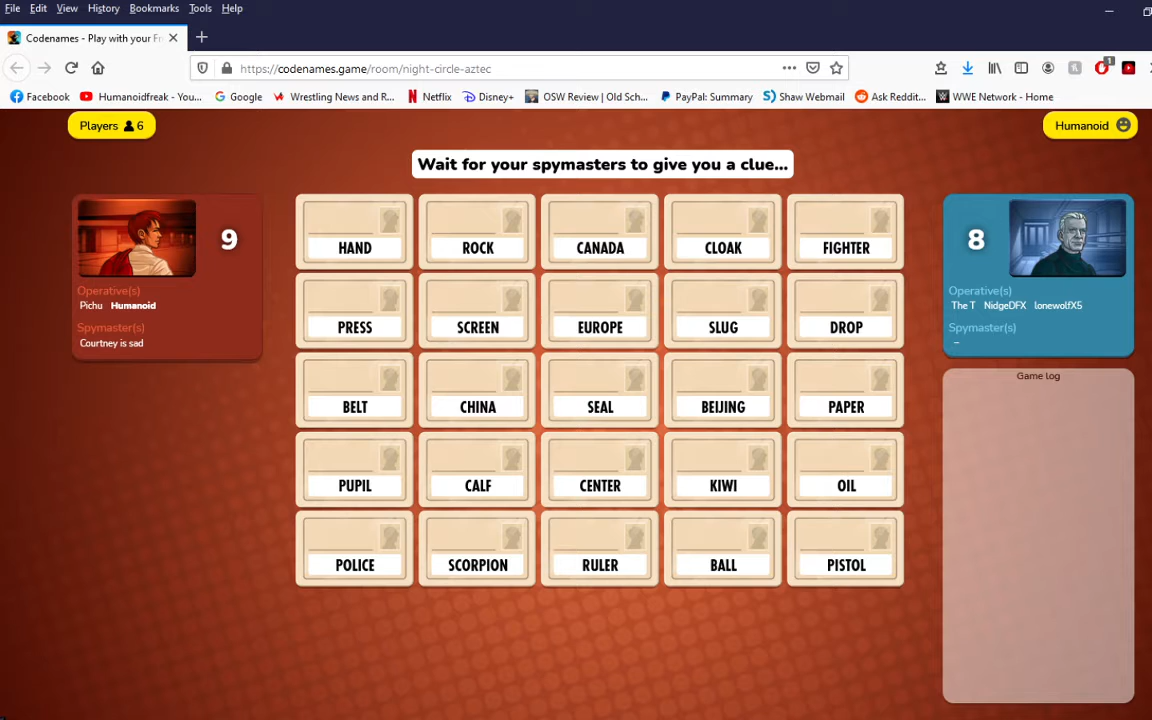 File Edit View History Bookmarks Tools Help
Codenames - Play with your Fr
https://codenames.game/room/night-circle-aztec
1
Facebook Humanoidfreak - You... Google Wrestling News and R... Netflix Disney+ OSW Review | Old Sch... PayPal: Summary Shaw Webmail Ask Reddit... WWE Network - Home
Players 6
Humanoid
Wait for your spymasters to give you a clue...
9
Operative(s)
Pichu Humanoid
Spymaster(s)
Courtney is sad
HAND ROCK CANADA CLOAK FIGHTER
PRESS SCREEN EUROPE SLUG DROP
BELT CHINA SEAL BEIJING PAPER
PUPIL CALF CENTER KIWI OIL
POLICE SCORPION RULER BALL PISTOL
8
Operative(s)
The T NidgeDFX lonewolfX5
Spymaster(s)
–
Game log